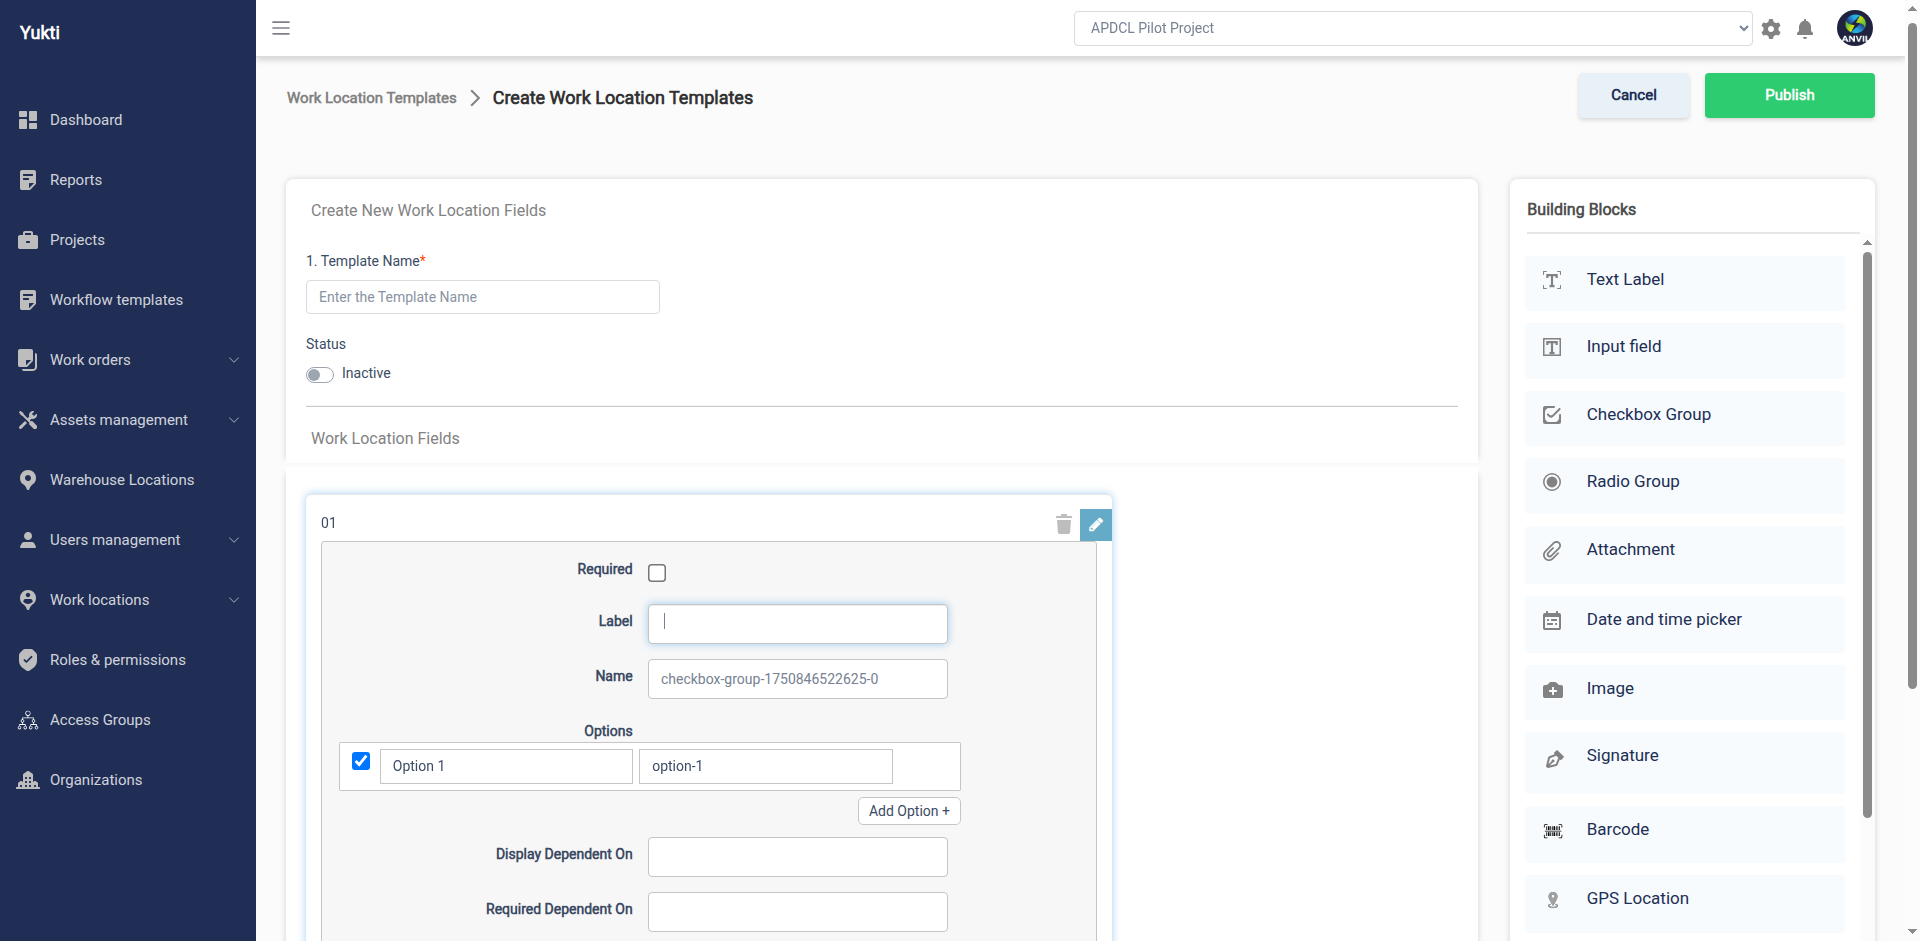 Yukti
APDCL Pilot Project
ANVIL
Work Location Templates
Create Work Location Templates
Cancel
Publish
Dashboard
Reports
Projects
Workflow templates
Work orders
Assets management
Warehouse Locations
Users management
Work locations
Roles & permissions
Access Groups
Organizations
Create New Work Location Fields
1. Template Name*
Enter the Template Name
Status
Inactive
Work Location Fields
01
Required
Label
Name
checkbox-group-1750846522625-0
Options
Option 1
option-1
Add Option +
Display Dependent On
Required Dependent On
Building Blocks
Text Label
Input field
Checkbox Group
Radio Group
Attachment
Date and time picker
Image
Signature
Barcode
GPS Location